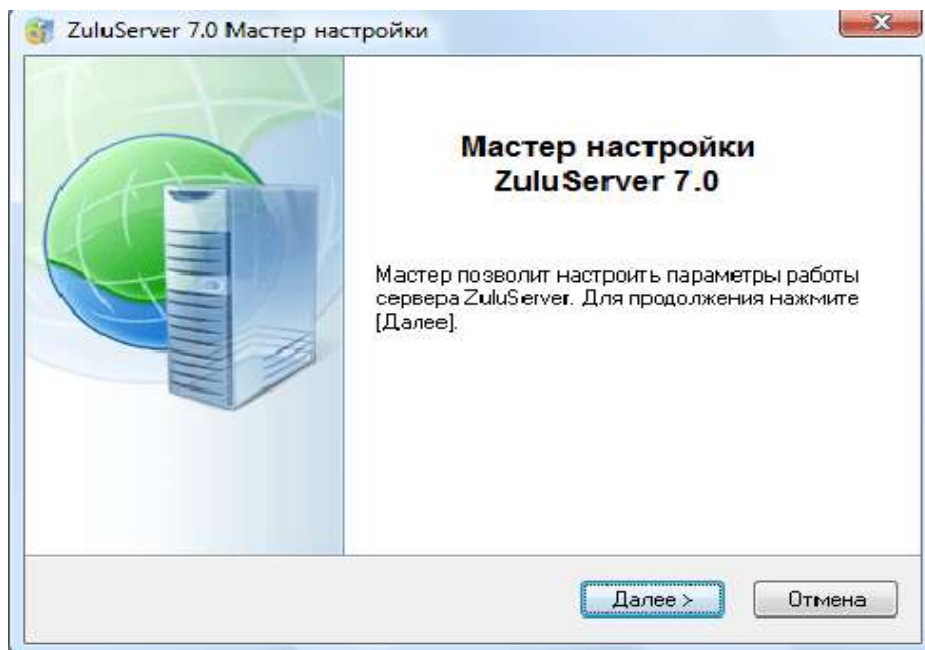 ZuluServer 7.0 Мастер настройки
Мастер настройки
ZuluServer 7.0
Мастер позволит настроить параметры работы
сервера ZuluServer. Для продолжения нажмите
[Далее].
Далее >
Отмена